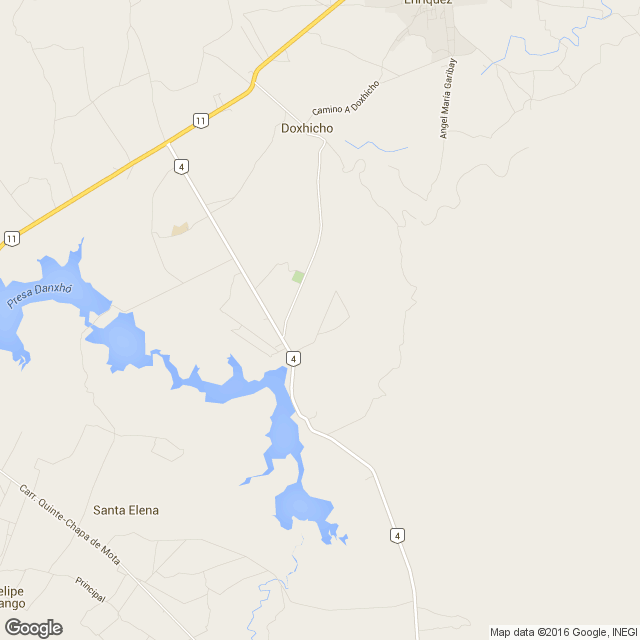 Enríquez
Angel María Garibay
Camino A Doxhicho
Doxhicho
11
4
11
Presa Danxhó
4
Santa Elena
Carr. Quinte-Chapa de Mota
4
Principal
elipe
ango
Google
Map data ©2016 Google, INEGI